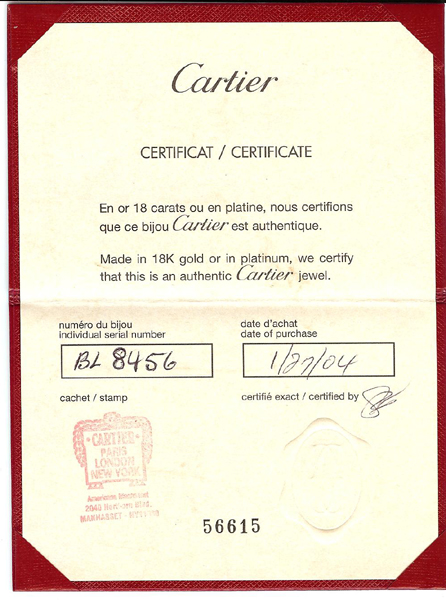 Cartier
CERTIFICAT / CERTIFICATE
En or 18 carats ou en platine, nous certifions
que ce bijou Cartier est authentique.
Made in 18K gold or in platinum, we certify
that this is an authentic Cartier jewel.
numéro du bijou
individual serial number
BL 8456
date d'achat
date of purchase
1/27/04
cachet / stamp
certifié exact / certified by
• CARTIER •
PARIS
LONDON
NEW YORK
MANHASSET
56615